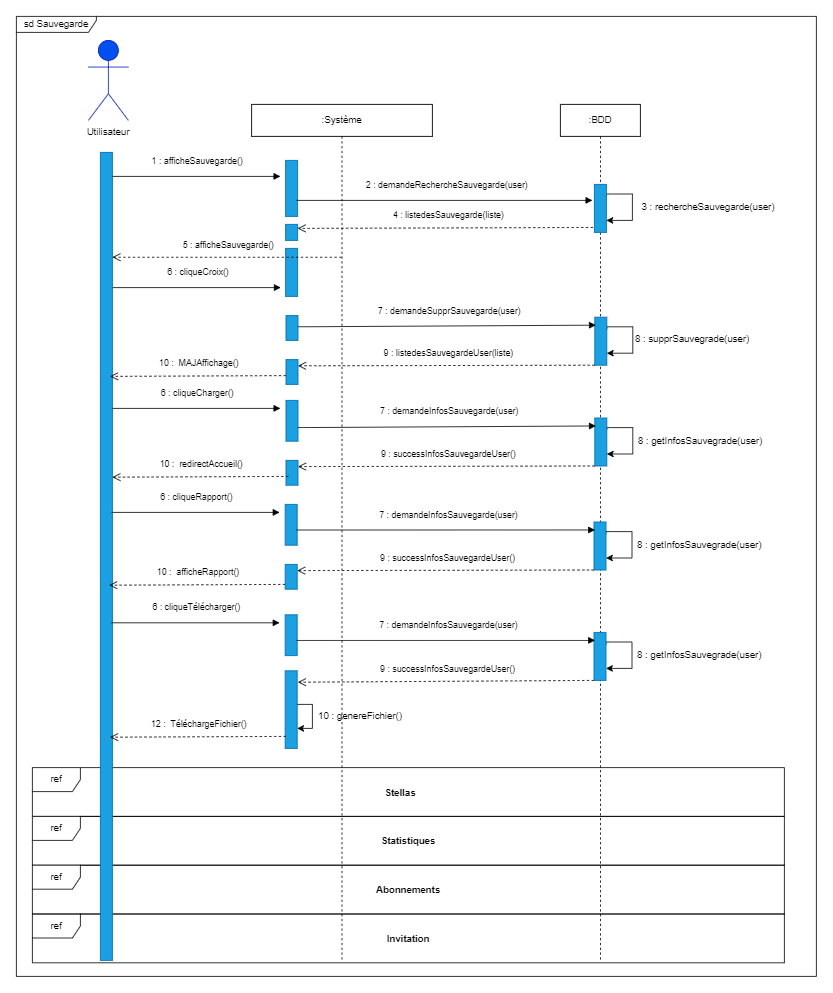 sd Sauvegarde
Utilisateur
:Système
:BDD
1 : afficheSauvegarde()
2 : demandeRechercheSauvegarde(user)
3 : rechercheSauvegarde(user)
4 : listedesSauvegarde(liste)
5 : afficheSauvegarde()
6 : cliqueCroix()
7 : demandeSupprSauvegarde(user)
8 : supprSauvegrade(user)
9 : listedesSauvegardeUser(liste)
10 : MAJAffichage()
6 : cliqueCharger()
7 : demandeInfosSauvegarde(user)
8 : getInfosSauvegrade(user)
9 : successInfosSauvegardeUser()
10 : redirectAccueil()
6 : cliqueRapport()
7 : demandeInfosSauvegarde(user)
8 : getInfosSauvegrade(user)
9 : successInfosSauvegardeUser()
10 : afficheRapport()
6 : cliqueTélécharger()
7 : demandeInfosSauvegarde(user)
8 : getInfosSauvegrade(user)
9 : successInfosSauvegardeUser()
10 : genereFichier()
12 : TéléchargeFichier()
ref
Stellas
ref
Statistiques
ref
Abonnements
ref
Invitation